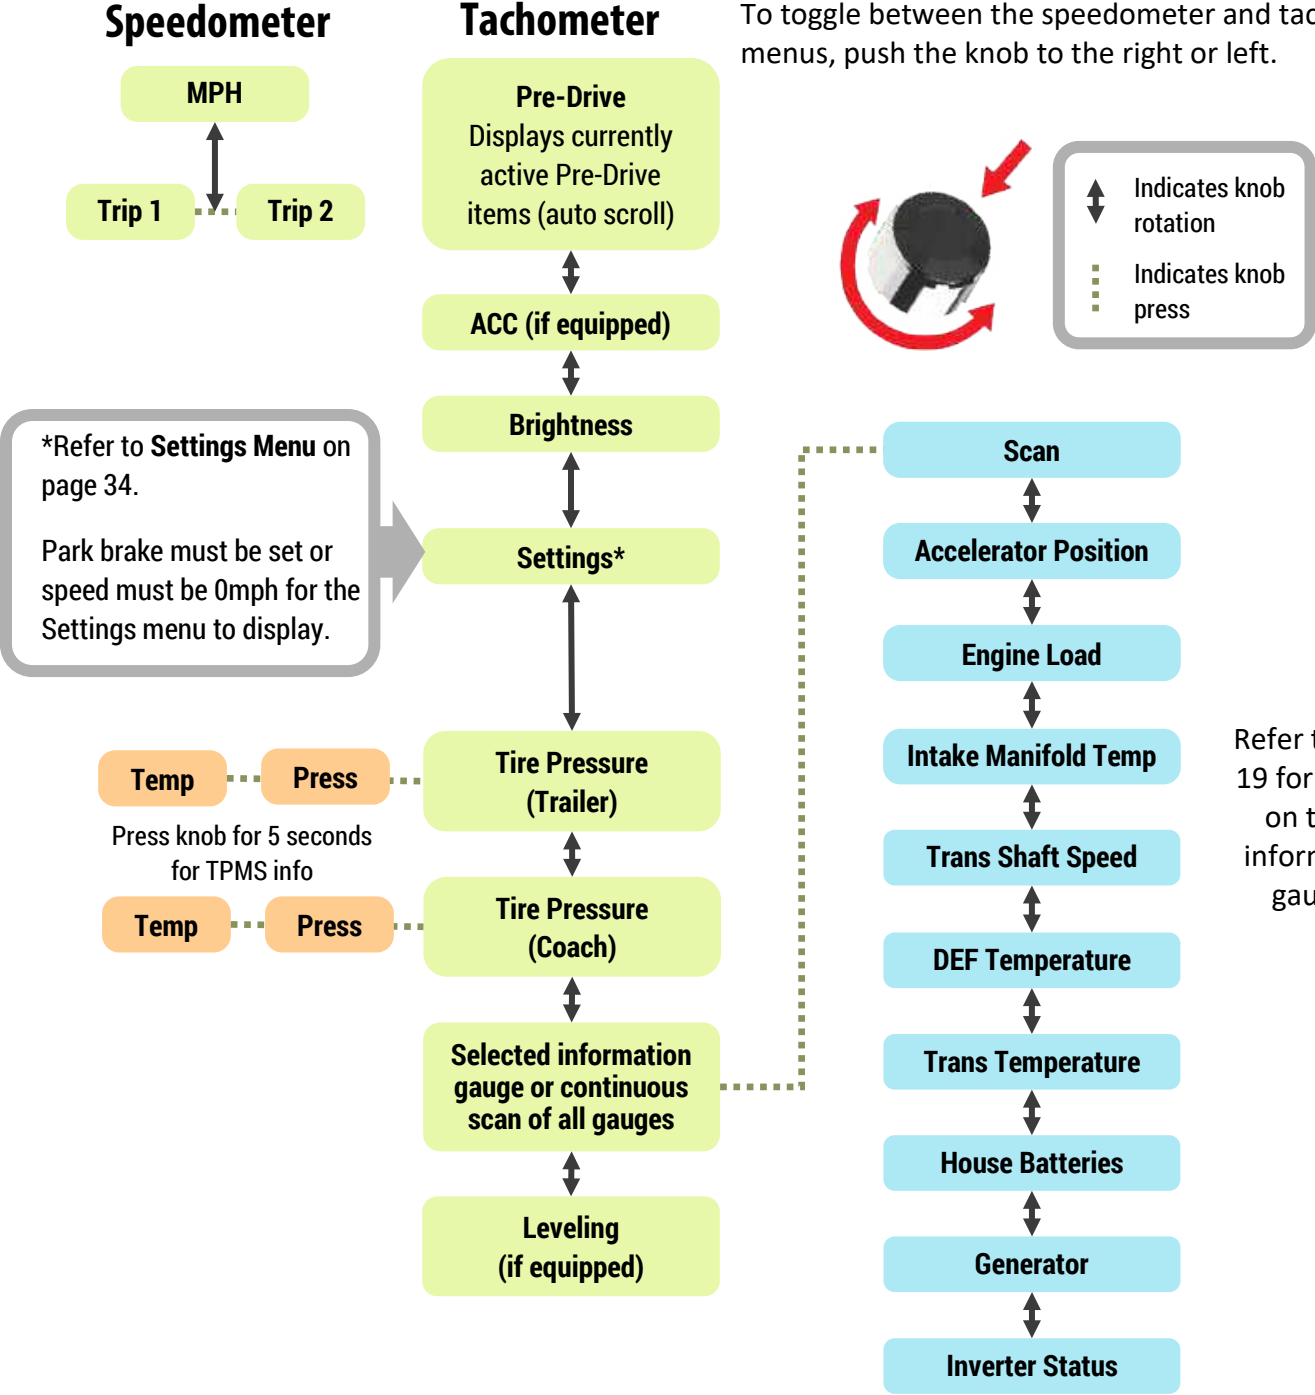 Speedometer
MPH
Trip 1
Trip 2
Tachometer
Pre-Drive
Displays currently
active Pre-Drive
items (auto scroll)
ACC (if equipped)
Brightness
Settings*
Tire Pressure
(Trailer)
Tire Pressure
(Coach)
Selected information
gauge or continuous
scan of all gauges
Leveling
(if equipped)
To toggle between the speedometer and
menus, push the knob to the right or left.
Indicates knob
rotation
Indicates knob
press
*Refer to Settings Menu on
page 34.
Park brake must be set or
speed must be 0mph for the
Settings menu to display.
Temp
Press
Press knob for 5 seconds
for TPMS info
Temp
Press
Scan
Accelerator Position
Engine Load
Intake Manifold Temp
Trans Shaft Speed
DEF Temperature
Trans Temperature
House Batteries
Generator
Inverter Status
Refer
19 for
on